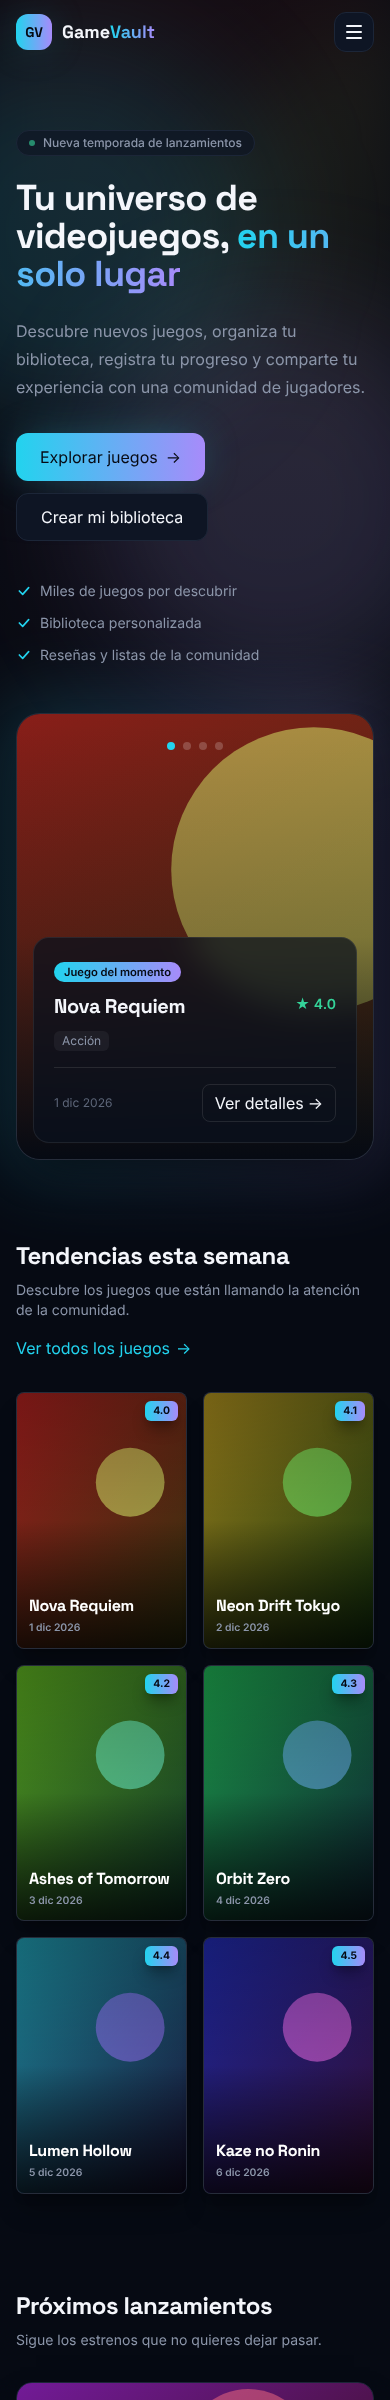 GV GameVault
Nueva temporada de lanzamientos
Tu universo de
videojuegos, en un
solo lugar
Descubre nuevos juegos, organiza tu
biblioteca, registra tu progreso y comparte tu
experiencia con una comunidad de jugadores.
Explorar juegos →
Crear mi biblioteca
Miles de juegos por descubrir
Biblioteca personalizada
Reseñas y listas de la comunidad
Juego del momento
Nova Requiem ★ 4.0
Acción
1 dic 2026 Ver detalles →
Tendencias esta semana
Descubre los juegos que están llamando la atención
de la comunidad.
Ver todos los juegos →
4.0
Nova Requiem
1 dic 2026
4.1
Neon Drift Tokyo
2 dic 2026
4.2
Ashes of Tomorrow
3 dic 2026
4.3
Orbit Zero
4 dic 2026
4.4
Lumen Hollow
5 dic 2026
4.5
Kaze no Ronin
6 dic 2026
Próximos lanzamientos
Sigue los estrenos que no quieres dejar pasar.